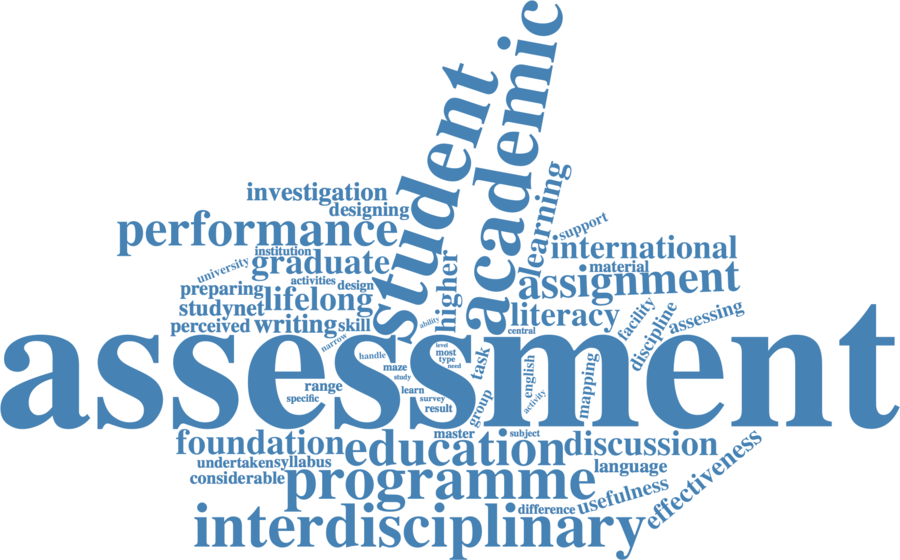 academic
student
learning
investigation
designing
support
performance
international
institution
graduate
higher
university
material
assignment
activities
design
preparing
lifelong
studynet
literacy
facility
discipline
assessing
perceived
writing
skill
ability
central
narrow
assessment
level
most
type
need
handle
maze
study
task
english
mapping
range
learn
survey
specific
result
group
activity
master
subject
foundation
education
discussion
undertaken
syllabus
language
considerable
programme
effectiveness
usefulness
difference
interdisciplinary